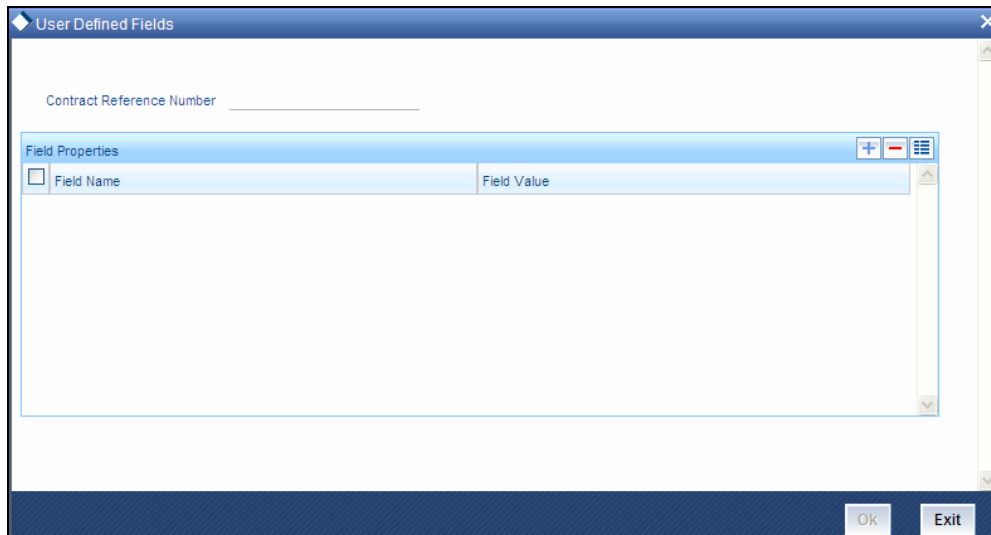 User Defined Fields
Contract Reference Number
Field Properties
Field Name Field Value
Ok Exit